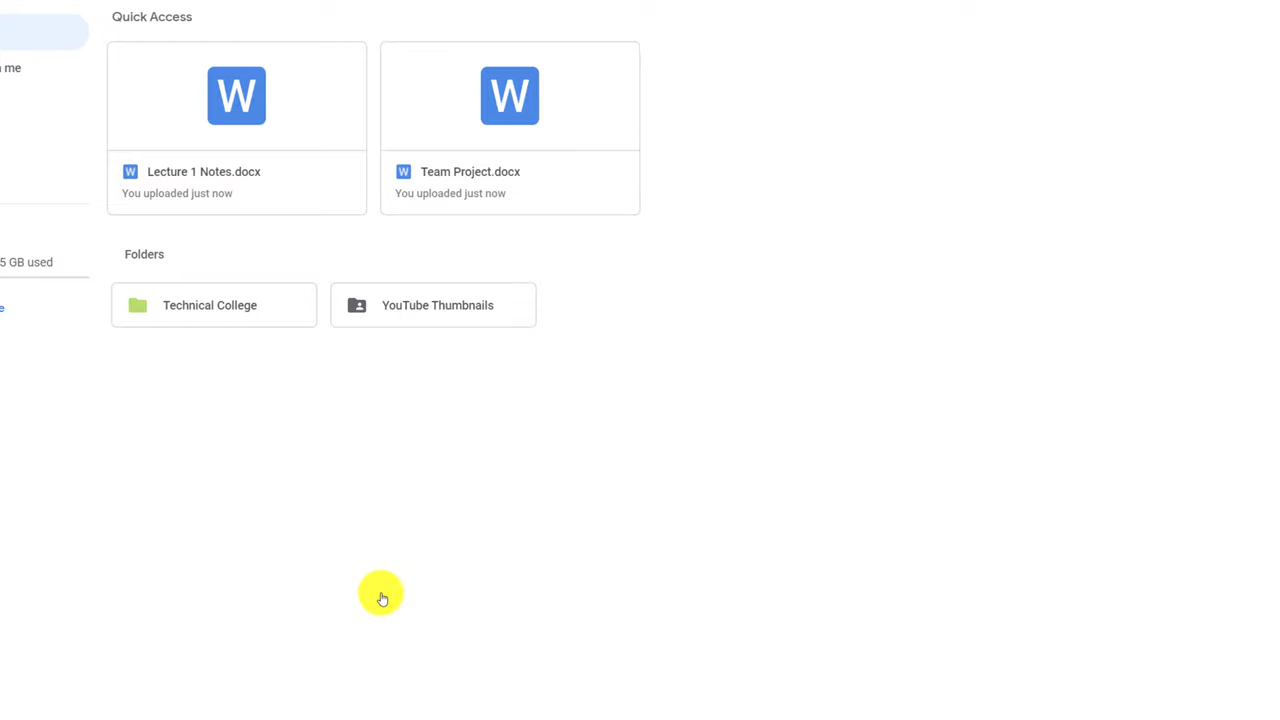 Quick Access
me
W
W
W Lecture 1 Notes.docx
You uploaded just now
W Team Project.docx
You uploaded just now
5 GB used
Folders
Technical College
YouTube Thumbnails
e